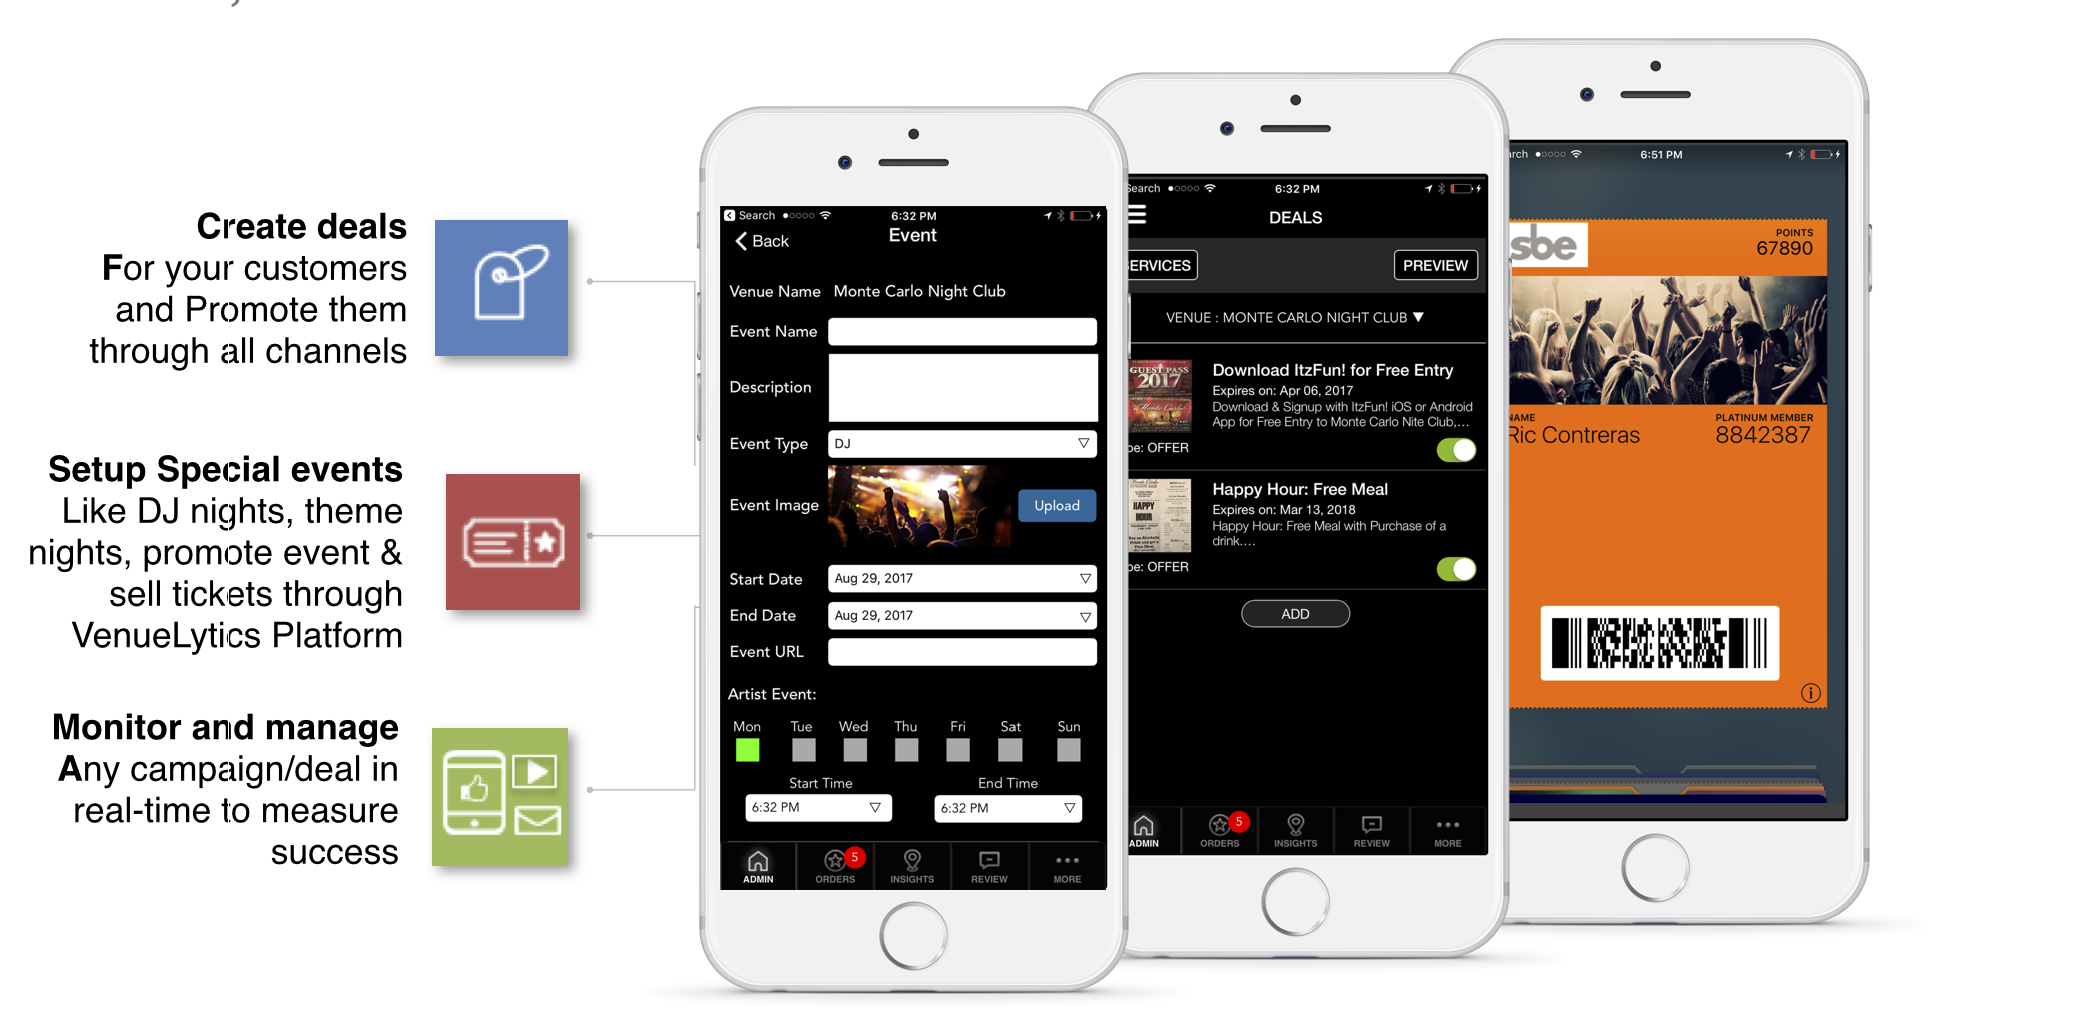 Create deals
For your customers
and Promote them
through all channels
Setup Special events
Like DJ nights, theme
nights, promote event &
sell tickets through
VenueLytics Platform
Monitor and manage
Any campaign/deal in
real-time to measure
success
Search 6:32 PM
Back Event
Venue Name Monte Carlo Night Club
Event Name
Description
Event Type DJ
Event Image Upload
Start Date Aug 29, 2017
End Date Aug 29, 2017
Event URL
Artist Event:
Mon Tue Wed Thu Fri Sat Sun
Start Time End Time
6:32 PM 6:32 PM
5
ADMIN ORDERS INSIGHTS REVIEW MORE
Search 6:32 PM
DEALS
ERVICES PREVIEW
VENUE : MONTE CARLO NIGHT CLUB
GUEST PASS
2017
Monte Carlo
Download ItzFun! for Free Entry
Expires on: Apr 06, 2017
Download & Signup with ItzFun! iOS or Android
App for Free Entry to Monte Carlo Nite Club,...
pe: OFFER
HAPPY
HOUR
Happy Hour: Free Meal
Expires on: Mar 13, 2018
Happy Hour: Free Meal with Purchase of a
drink....
pe: OFFER
ADD
5
ADMIN ORDERS INSIGHTS REVIEW MORE
arch 6:51 PM
sbe
POINTS
67890
NAME PLATINUM MEMBER
Ric Contreras 8842387